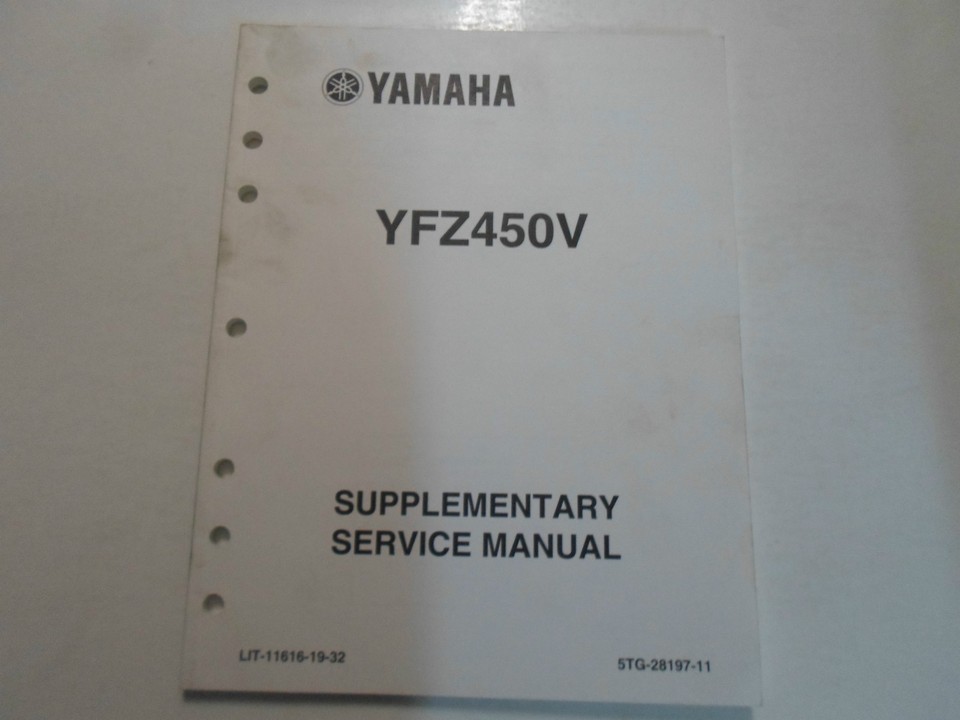 YAMAHA
YFZ450V
SUPPLEMENTARY
SERVICE MANUAL
LIT-11616-19-32
5TG-28197-11